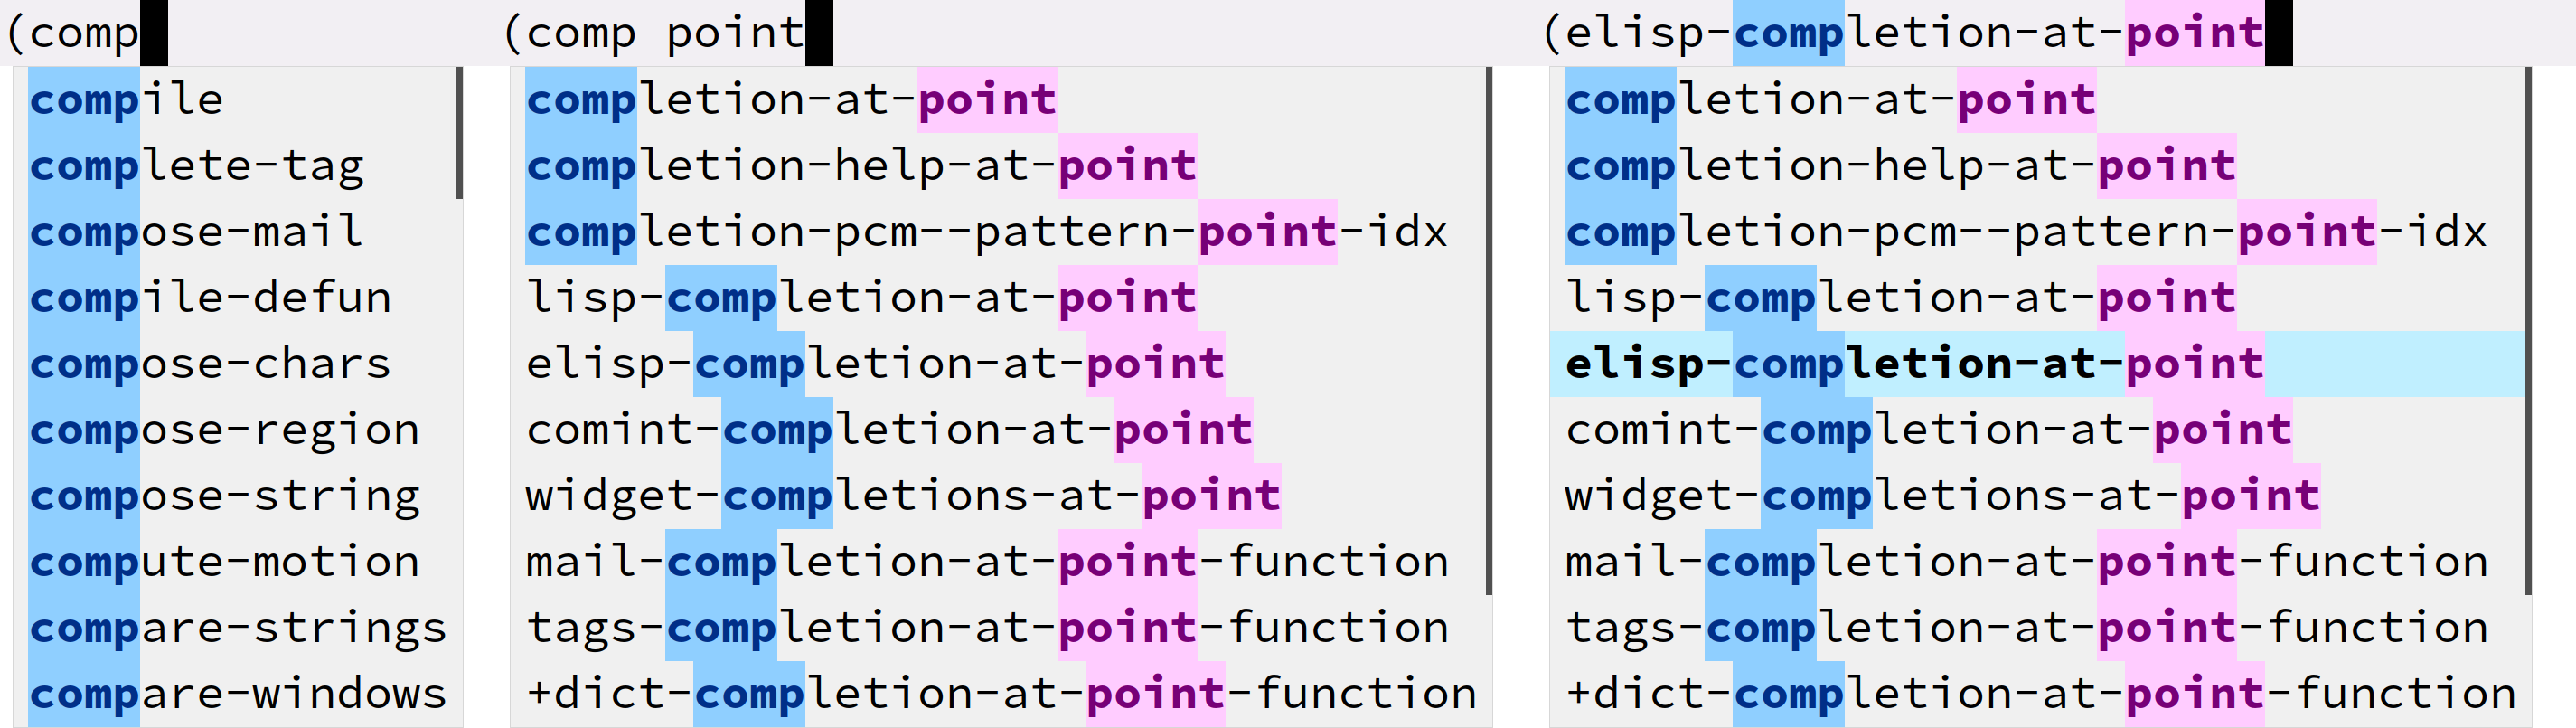 (comp
compile
complete-tag
compose-mail
compile-defun
compose-chars
compose-region
compose-string
compute-motion
compare-strings
compare-windows
(comp point
completion-at-point
completion-help-at-point
completion-pcm--pattern-point-idx
lisp-completion-at-point
elisp-completion-at-point
comint-completion-at-point
widget-completions-at-point
mail-completion-at-point-function
tags-completion-at-point-function
+dict-completion-at-point-function
(elisp-completion-at-point
completion-at-point
completion-help-at-point
completion-pcm--pattern-point-idx
lisp-completion-at-point
elisp-completion-at-point
comint-completion-at-point
widget-completions-at-point
mail-completion-at-point-function
tags-completion-at-point-function
+dict-completion-at-point-function